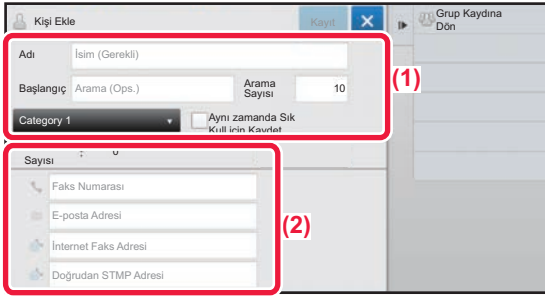 Kişi Ekle
Kayıt
Grup Kaydına
Dön
Adı
İsim (Gerekli)
Başlangıç
Arama (Ops.)
Arama
Sayısı
10
(1)
Category 1
Aynı zamanda Sık
Kull.için Kaydet
Sayısı
: 0
Faks Numarası
E-posta Adresi
(2)
İnternet Faks Adresi
Doğrudan STMP Adresi